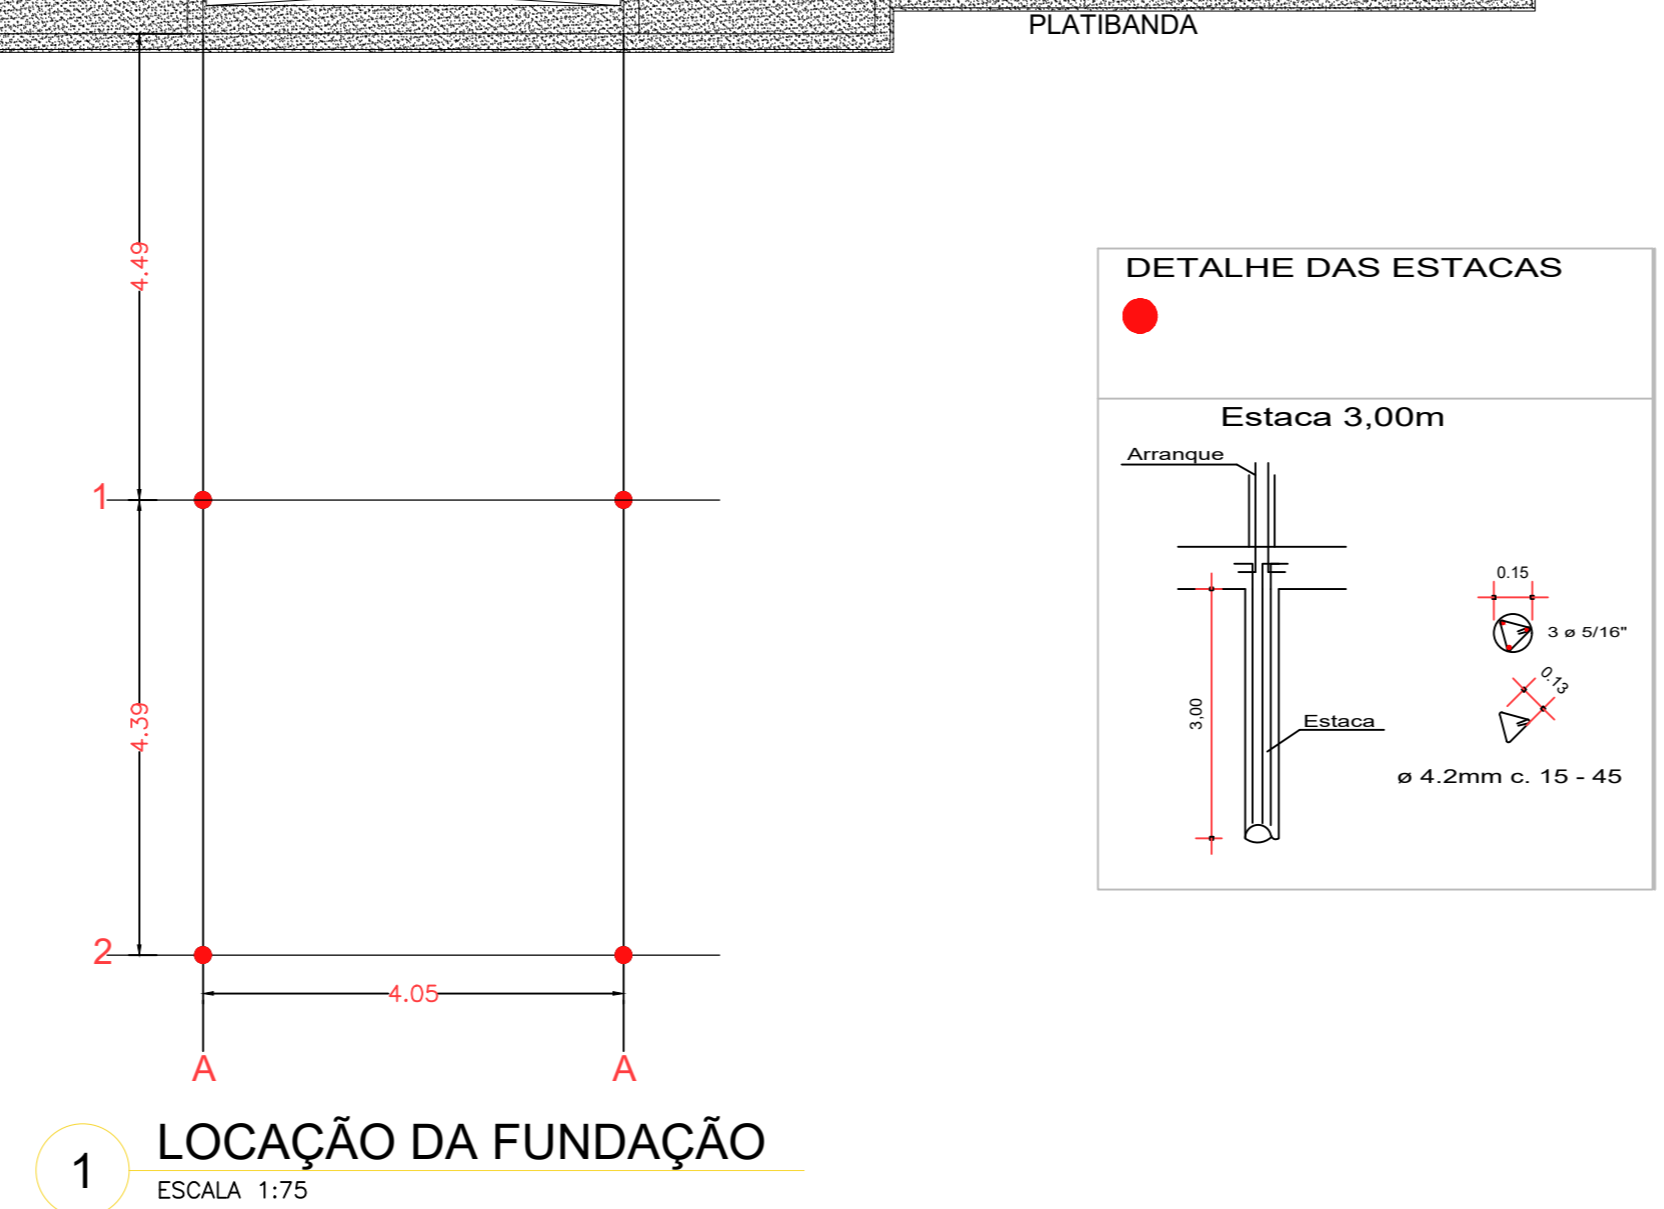 PLATIBANDA
4.49
1
4.39
2
4.05
A A
1
LOCAÇÃO DA FUNDAÇÃO
ESCALA 1:75
DETALHE DAS ESTACAS
Estaca 3,00m
Arranque
0.15
3 ø 5/16"
0.13
3,00
Estaca
ø 4.2mm c. 15 - 45